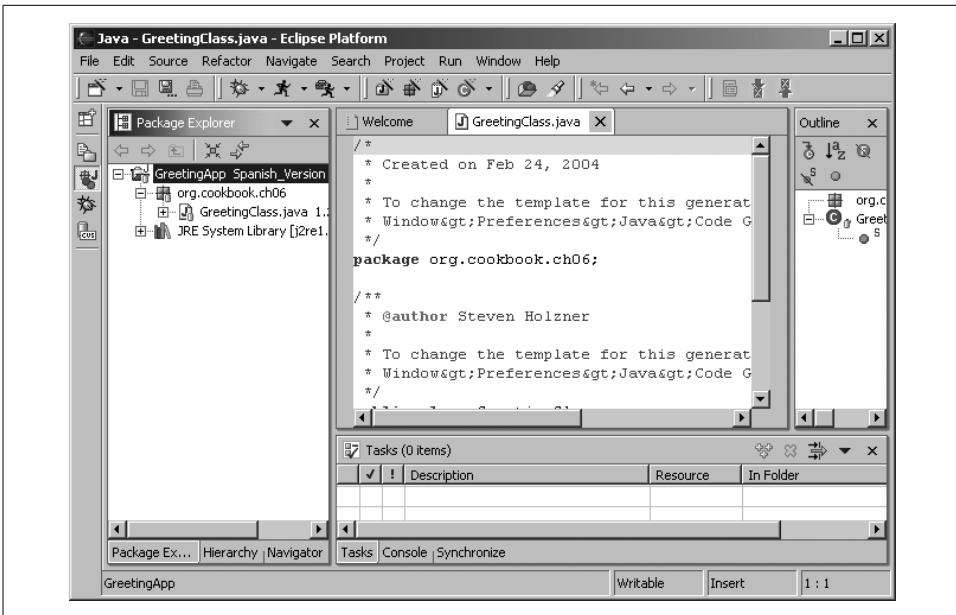 Java - GreetingClass.java - Eclipse Platform
File Edit Source Refactor Navigate Search Project Run Window Help
Package Explorer
GreetingApp Spanish_Version
org.cookbook.ch06
GreetingClass.java 1.
JRE System Library [j2re1.
Welcome GreetingClass.java
/*
* Created on Feb 24, 2004
*
* To change the template for this generat
* Window&gt;Preferences&gt;Java&gt;Code G
*/
package org.cookbook.ch06;
/**
* @author Steven Holzner
*
* To change the template for this generat
* Window&gt;Preferences&gt;Java&gt;Code G
*/
Outline
org.c
Greet
S
Tasks (0 items)
! Description Resource In Folder
Package Ex... Hierarchy Navigator
Tasks Console Synchronize
GreetingApp Writable Insert 1 : 1